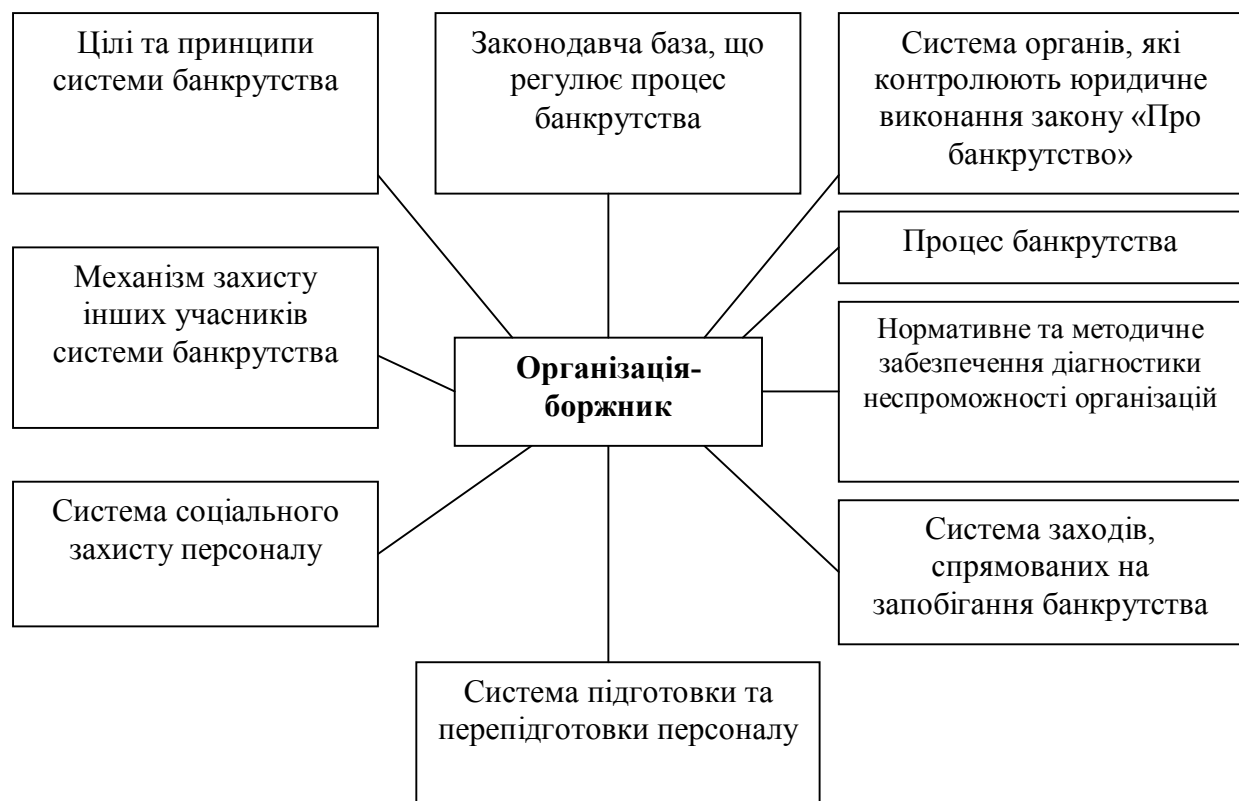 Цілі та принципи
системи банкрутства
Законодавча база, що
регулює процес
банкрутства
Система органів, які
контролюють юридичне
виконання закону «Про
банкрутство»
Процес банкрутства
Механізм захисту
інших учасників
системи банкрутства
Організація-
боржник
Нормативне та методичне
забезпечення діагностики
неспроможності організацій
Система соціального
захисту персоналу
Система заходів,
спрямованих на
запобігання банкрутства
Система підготовки та
перепідготовки персоналу